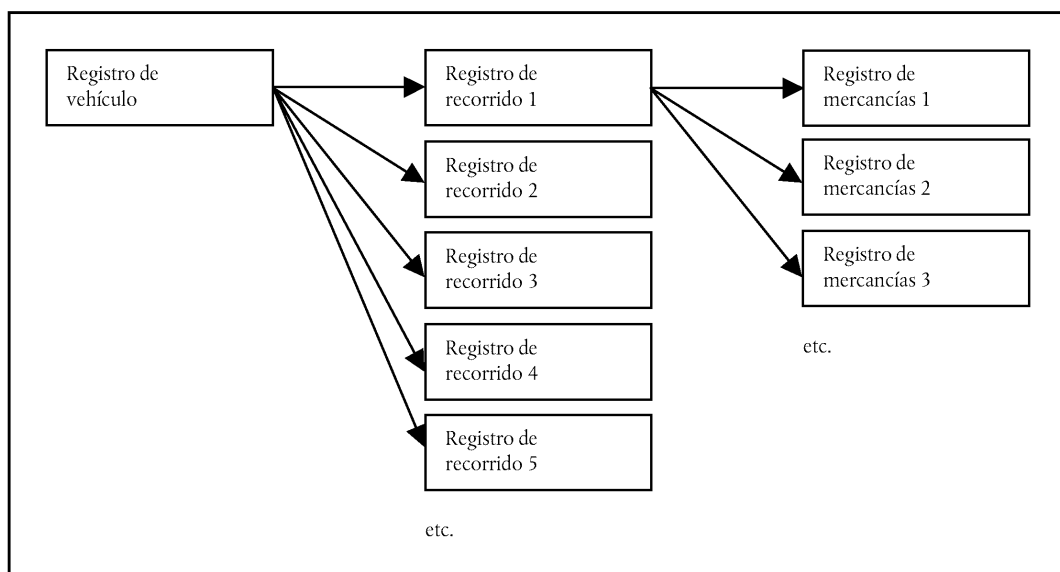 Registro de
vehículo
Registro de
recorrido 1
Registro de
recorrido 2
Registro de
recorrido 3
Registro de
recorrido 4
Registro de
recorrido 5
etc.
Registro de
mercancías 1
Registro de
mercancías 2
Registro de
mercancías 3
etc.